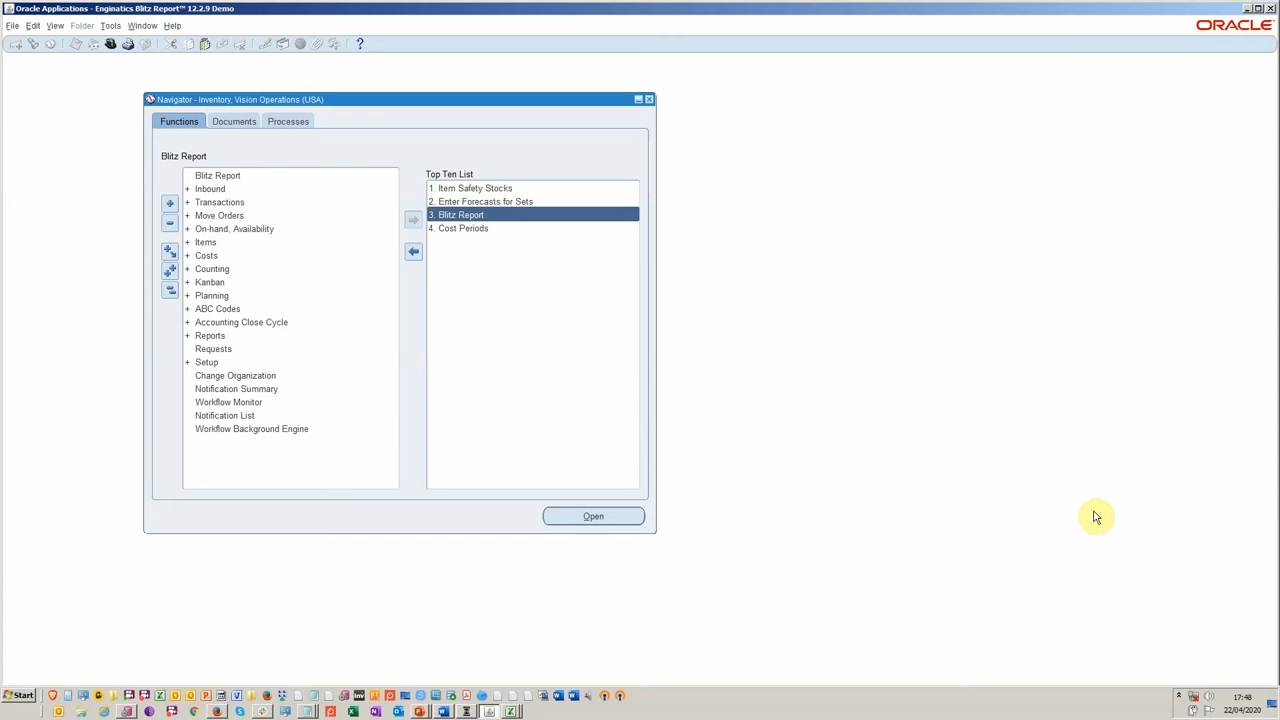 Oracle Applications - Enginatics Blitz Report™ 12.2.9 Demo
File Edit View Folder Tools Window Help
ORACLE
Navigator - Inventory, Vision Operations (USA)
Functions Documents Processes
Blitz Report
Blitz Report
+ Inbound
+ Transactions
+ Move Orders
+ On-hand, Availability
+ Items
+ Costs
+ Counting
+ Kanban
+ Planning
+ ABC Codes
+ Accounting Close Cycle
+ Reports
Requests
+ Setup
Change Organization
Notification Summary
Workflow Monitor
Notification List
Workflow Background Engine
Top Ten List
1. Item Safety Stocks
2. Enter Forecasts for Sets
3. Blitz Report
4. Cost Periods
Open
Start
17:48
22/04/2020